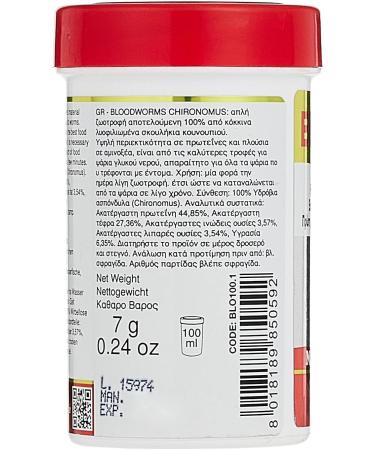 GR - BLOODWORMS CHIRONOMUS: απλή
ζωοτροφή αποτελούμενη 100% από κόκκινα
λυοφιλιωμένα σκουλήκια κουνουπιού.
Υψηλή περιεκτικότητα σε πρωτεΐνες και πλούσια
σε αμινοξέα, είναι από τις καλύτερες τροφές για
ψάρια γλυκού νερού, απαραίτητο για όλα τα ψάρια πο
υ τρέφονται με έντομα. Χρήση: μία φορά την
ημέρα λίγη ζωοτροφή, έτσι ώστε να καταναλώνεται
από τα ψάρια σε λίγο χρόνο. Σύνθεση: 100% Υδρόβια
ασπόνδυλα (Chironomus). Αναλυτικά συστατικά:
Ακατέργαστη πρωτεΐνη 44,85%, Ακατέργαστη
τέφρα 27,36%, Ακατέργαστες ινώδεις ουσίες 3,57%
Ακατέργαστες λιπαρές ουσίες 3,54%, Υγρασία
6,35%. Διατηρήστε το προϊόν σε μέρος δροσερό
και στεγνό. Ανάλωση κατά προτίμηση πριν από: βλ.
σφραγίδα. Αριθμός παρτίδας βλέπε σφραγίδα.
Net Weight
Nettogewicht
Καθαρό Βάρος
7 g
0.24 oz
100
ml
CODE: BLO100.1
8 018189 850592
L. 15974
MAN.
EXP.